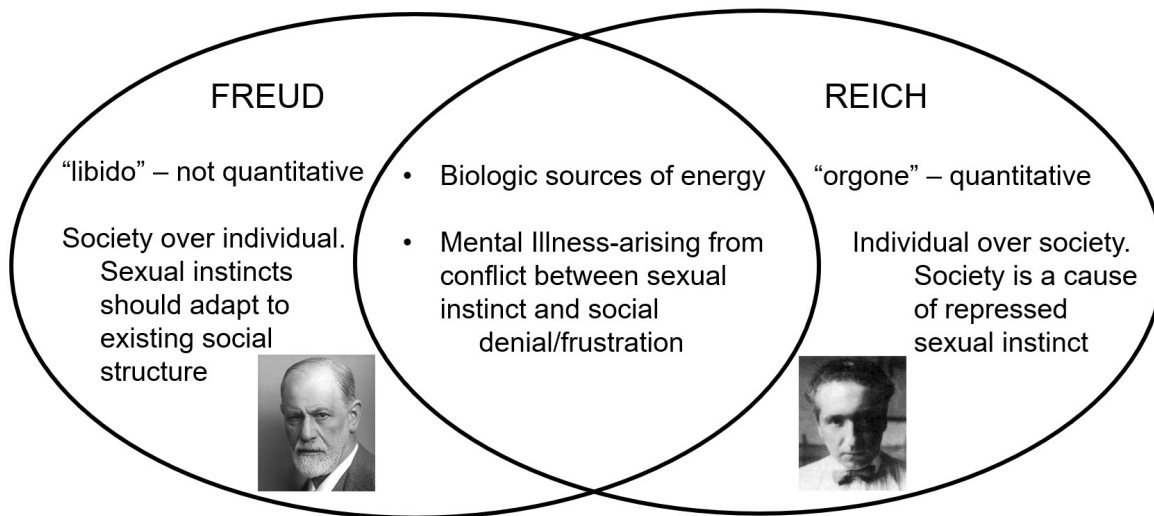 FREUD
“libido” – not quantitative
Society over individual.
Sexual instincts
should adapt to
existing social
structure
• Biologic sources of energy
• Mental Illness-arising from
conflict between sexual
instinct and social
denial/frustration
REICH
“orgone” – quantitative
Individual over society.
Society is a cause
of repressed
sexual instinct